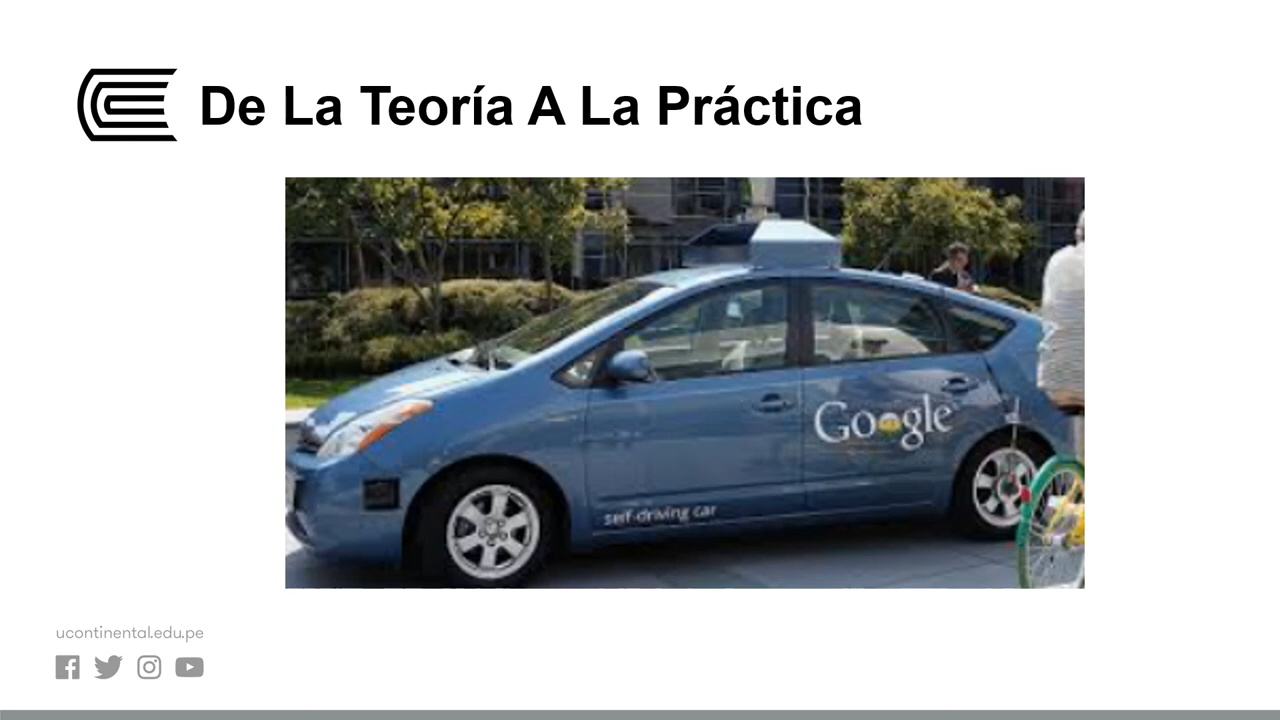 De La Teoría A La Práctica
Google
self-driving car
ucontinental.edu.pe